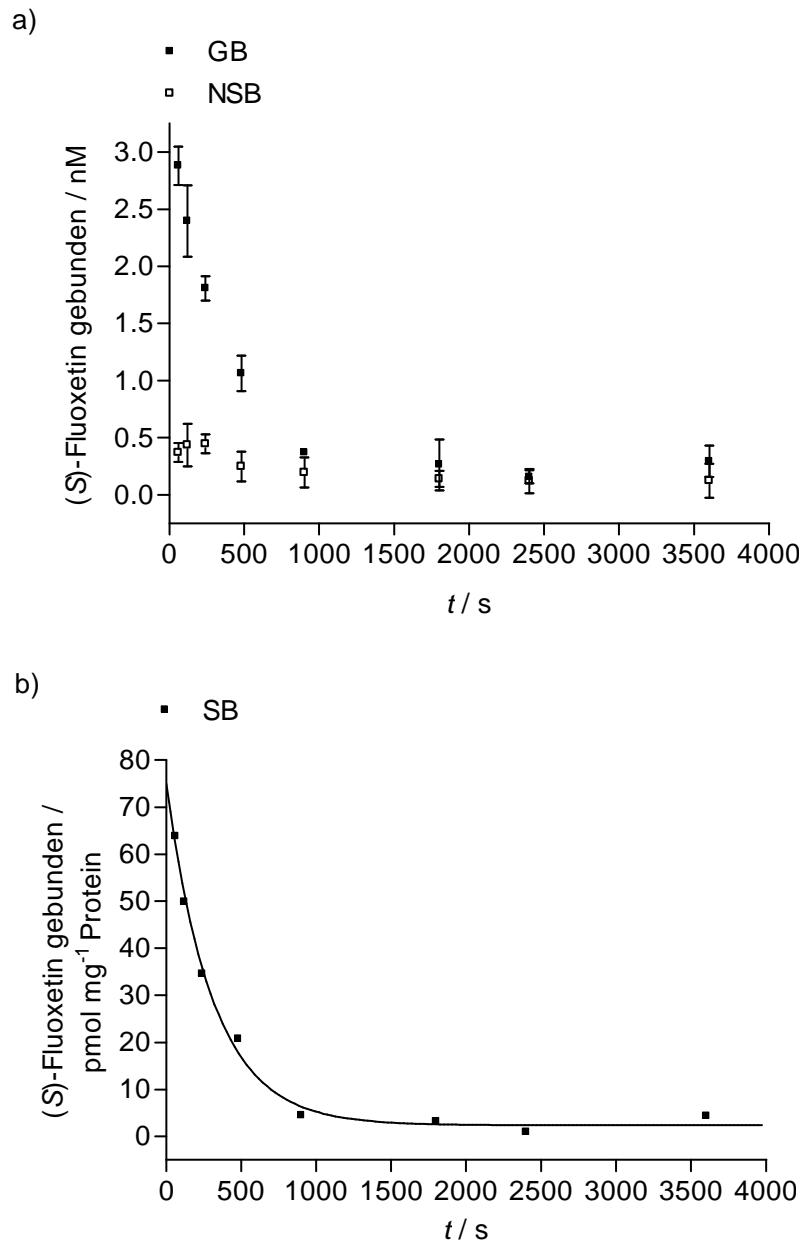 a)
GB
NSB
(S)-Fluoxetin gebunden / nM
3.0
2.5
2.0
1.5
1.0
0.5
0.0
0 500 1000 1500 2000 2500 3000 3500 4000
t / s
b)
SB
(S)-Fluoxetin gebunden /
pmol mg⁻¹ Protein
80
70
60
50
40
30
20
10
0
0 500 1000 1500 2000 2500 3000 3500 4000
t / s